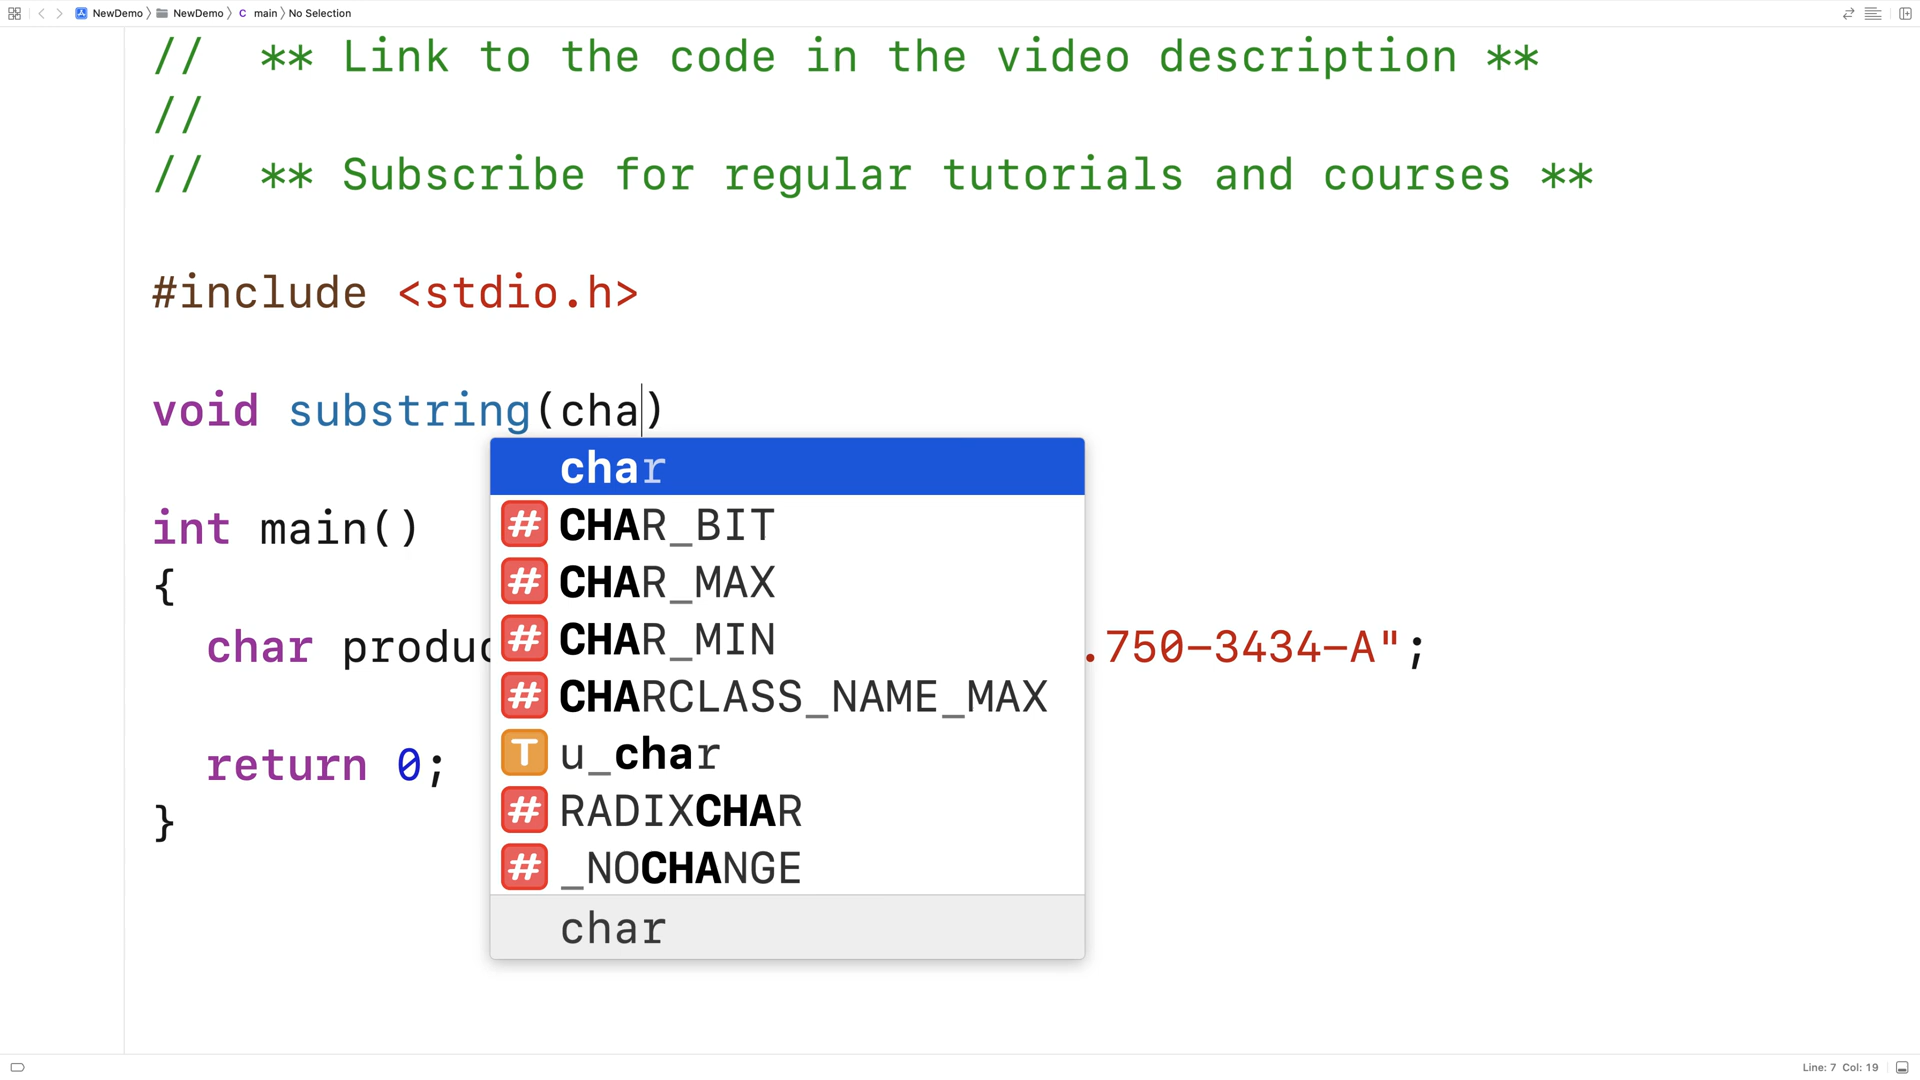 NewDemo 〉 NewDemo 〉 C main 〉 No Selection
// ** Link to the code in the video description **
//
// ** Subscribe for regular tutorials and courses **
#include <stdio.h>
void substring(cha)
char
# CHAR_BIT
int main()
# CHAR_MAX
{
# CHAR_MIN
char produc .750-3434-A";
# CHARCLASS_NAME_MAX
T u_char
return 0;
# RADIXCHAR
}
# _NOCHANGE
char
Line: 7 Col: 19